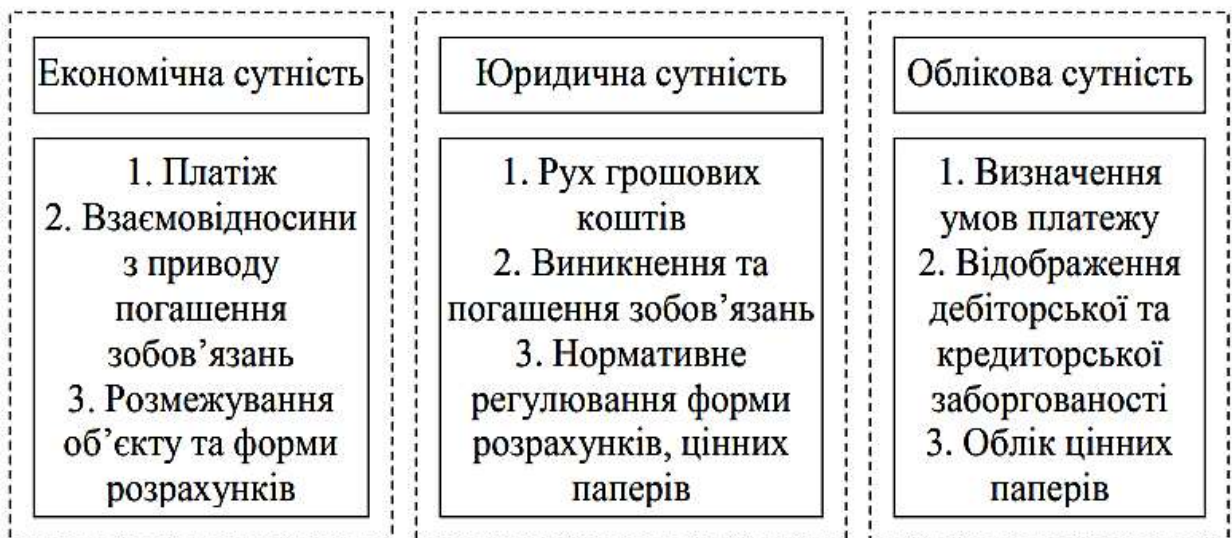 Економічна сутність
1. Платіж
2. Взаємовідносини
з приводу
погашення
зобов’язань
3. Розмежування
об’єкту та форми
розрахунків
Юридична сутність
1. Рух грошових
коштів
2. Виникнення та
погашення зобов’язань
3. Нормативне
регулювання форми
розрахунків, цінних
паперів
Облікова сутність
1. Визначення
умов платежу
2. Відображення
дебіторської та
кредиторської
заборгованості
3. Облік цінних
паперів